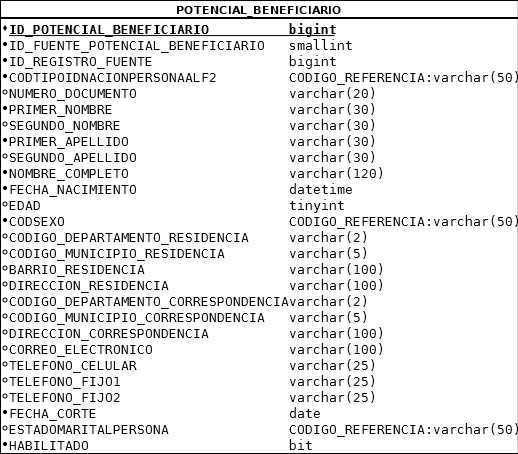 POTENCIAL_BENEFICIARIO
ID_POTENCIAL_BENEFICIARIO bigint
ID_FUENTE_POTENCIAL_BENEFICIARIO smallint
ID_REGISTRO_FUENTE bigint
CODTIPOIDNACIONPERSONAALF2 CODIGO_REFERENCIA:varchar(50)
NUMERO_DOCUMENTO varchar(20)
PRIMER_NOMBRE varchar(30)
SEGUNDO_NOMBRE varchar(30)
PRIMER_APELLIDO varchar(30)
SEGUNDO_APELLIDO varchar(30)
NOMBRE_COMPLETO varchar(120)
FECHA_NACIMIENTO datetime
EDAD tinyint
CODSEXO CODIGO_REFERENCIA:varchar(50)
CODIGO_DEPARTAMENTO_RESIDENCIA varchar(2)
CODIGO_MUNICIPIO_RESIDENCIA varchar(5)
BARRIO_RESIDENCIA varchar(100)
DIRECCION_RESIDENCIA varchar(100)
CODIGO_DEPARTAMENTO_CORRESPONDENCIA varchar(2)
CODIGO_MUNICIPIO_CORRESPONDENCIA varchar(5)
DIRECCION_CORRESPONDENCIA varchar(100)
CORREO_ELECTRONICO varchar(100)
TELEFONO_CELULAR varchar(25)
TELEFONO_FIJO1 varchar(25)
TELEFONO_FIJO2 varchar(25)
FECHA_CORTE date
ESTADOMARITALPERSONA CODIGO_REFERENCIA:varchar(50)
HABILITADO bit